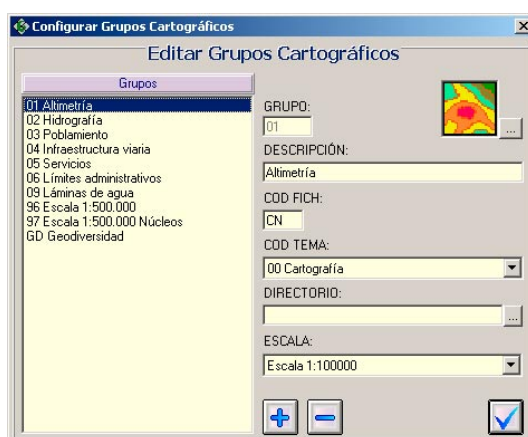 Configurar Grupos Cartográficos
Editar Grupos Cartográficos
Grupos
01 Altimetría
02 Hidrografía
03 Poblamiento
04 Infraestructura viaria
05 Servicios
06 Límites administrativos
09 Láminas de agua
96 Escala 1:500.000
97 Escala 1:500.000 Núcleos
GD Geodiversidad
GRUPO:
01
...
DESCRIPCIÓN:
Altimetría
COD FICH:
CN
COD TEMA:
00 Cartografía
DIRECTORIO:
...
ESCALA:
Escala 1:100000